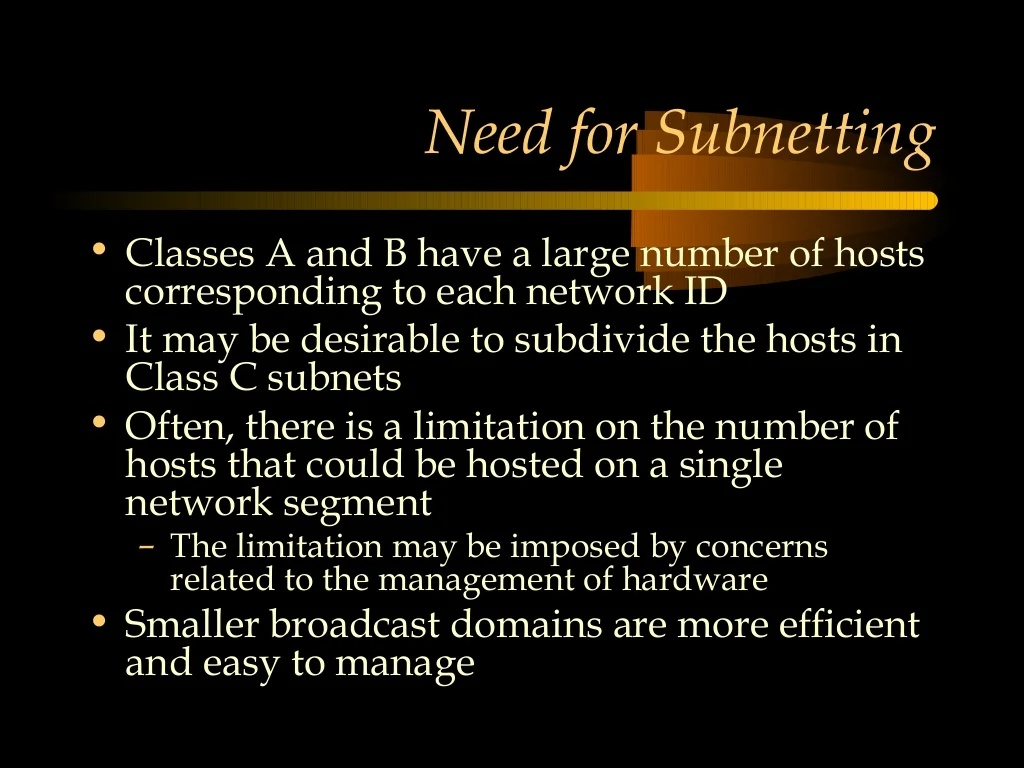 Need for Subnetting
• Classes A and B have a large number of hosts
corresponding to each network ID
• It may be desirable to subdivide the hosts in
Class C subnets
• Often, there is a limitation on the number of
hosts that could be hosted on a single
network segment
– The limitation may be imposed by concerns
related to the management of hardware
• Smaller broadcast domains are more efficient
and easy to manage